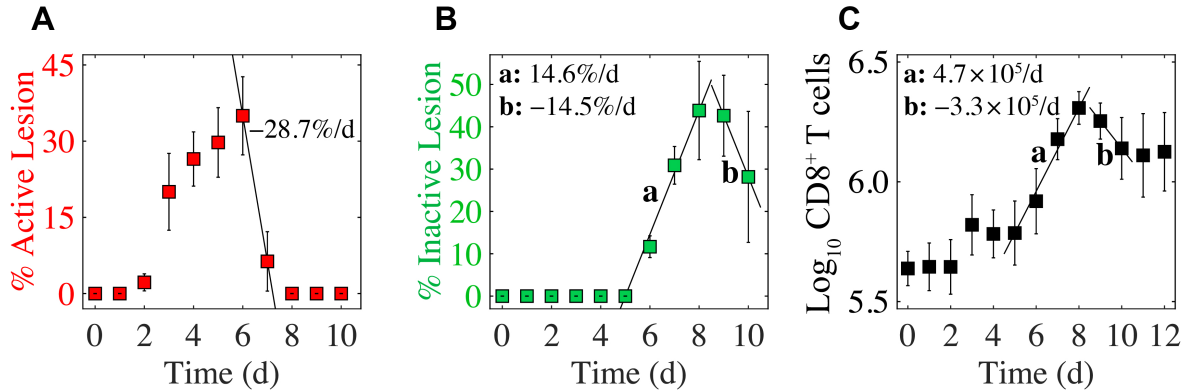 A
% Active Lesion
45
30
15
0
−28.7%/d
0 2 4 6 8 10
Time (d)
B
% Inactive Lesion
50
40
30
20
10
0
a: 14.6%/d
b: −14.5%/d
a
b
0 2 4 6 8 10
Time (d)
C
Log₁₀ CD8⁺ T cells
6.5
6.0
5.5
a: 4.7×10⁵/d
b: −3.3×10⁵/d
a
b
0 2 4 6 8 10 12
Time (d)